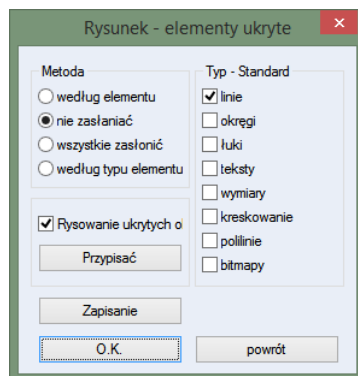 Rysunek - elementy ukryte
Metoda
według elementu
nie zasłaniać
wszystkie zasłonić
według typu elementu
Rysowanie ukrytych ol
Przypisać
Zapisanie
O.K.
Typ - Standard
linie
okręgi
łuki
teksty
wymiary
kreskowanie
polilinie
bitmapy
powrót